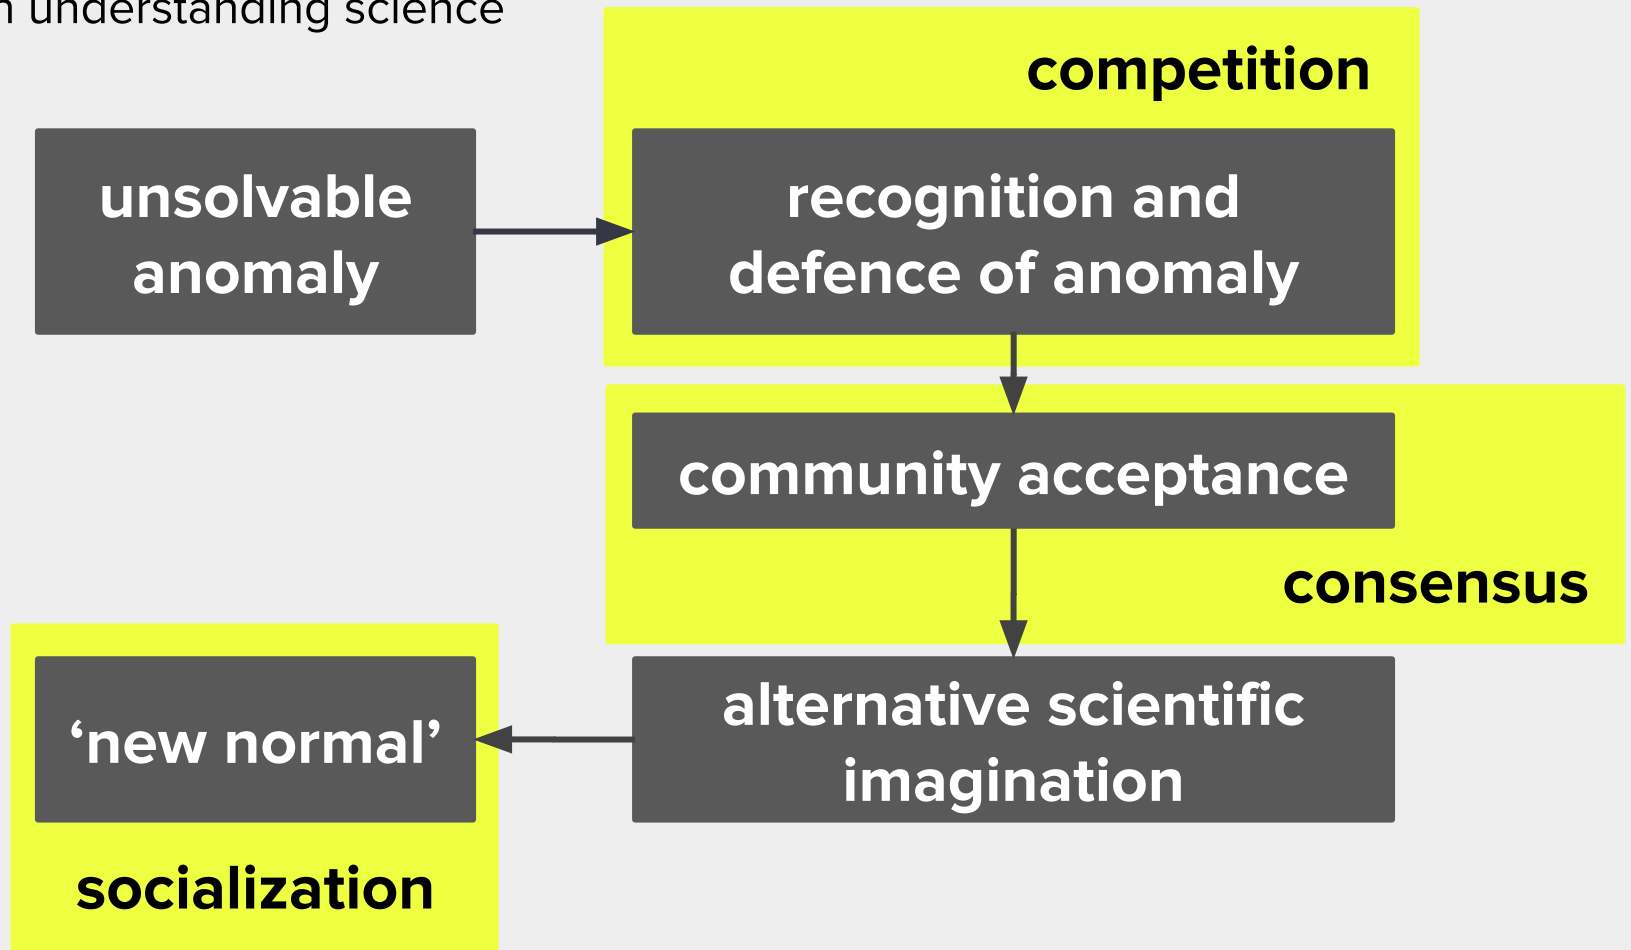 understanding science
competition
unsolvable
anomaly
recognition and
defence of anomaly
community acceptance
consensus
alternative scientific
imagination
‘new normal’
socialization